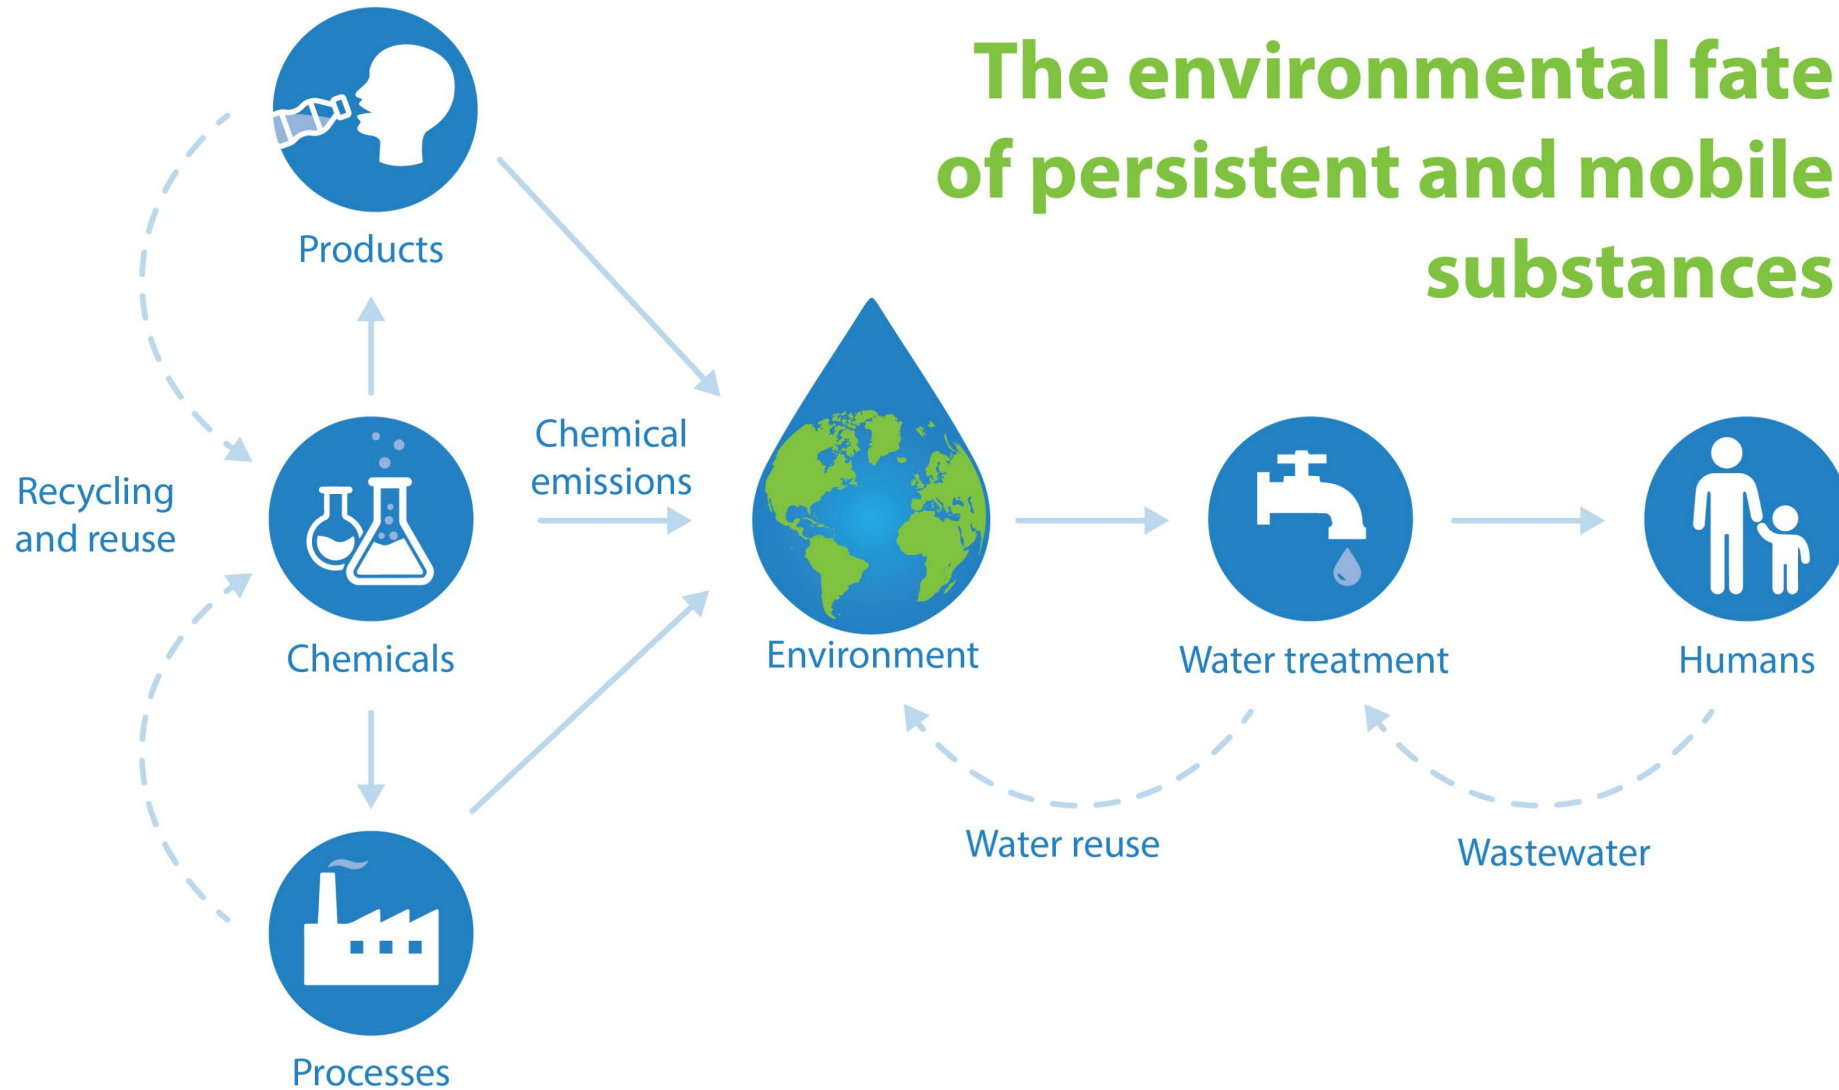 The environmental fate
of persistent and mobile
substances
Products
Chemical
emissions
Recycling
and reuse
Chemicals
Environment
Water treatment
Humans
Water reuse
Wastewater
Processes